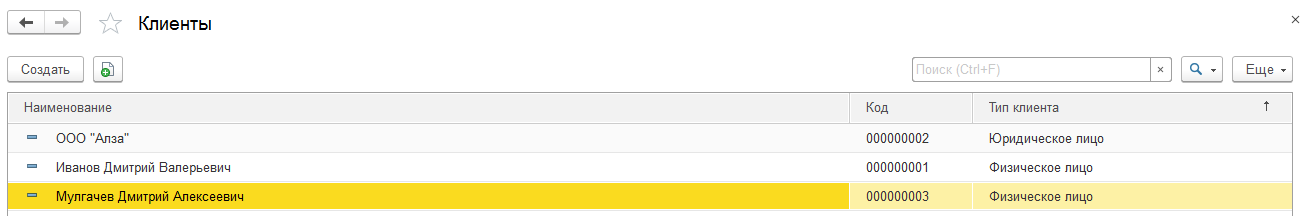 Клиенты
Создать
Поиск (Ctrl+F)
Еще
Наименование Код Тип клиента
ООО "Алза" 000000002 Юридическое лицо
Иванов Дмитрий Валерьевич 000000001 Физическое лицо
Мулгачев Дмитрий Алексеевич 000000003 Физическое лицо